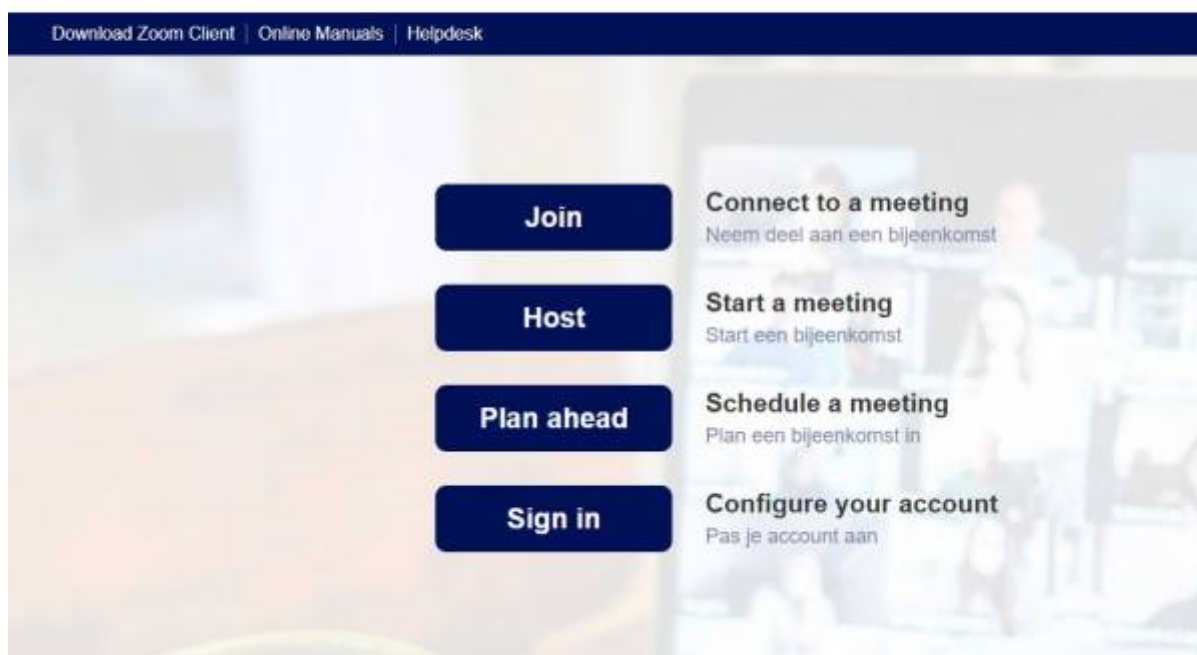 Download Zoom Client | Online Manuals | Helpdesk
Join
Connect to a meeting
Neem deel aan een bijeenkomst
Host
Start a meeting
Start een bijeenkomst
Plan ahead
Schedule a meeting
Plan een bijeenkomst in
Sign in
Configure your account
Pas je account aan